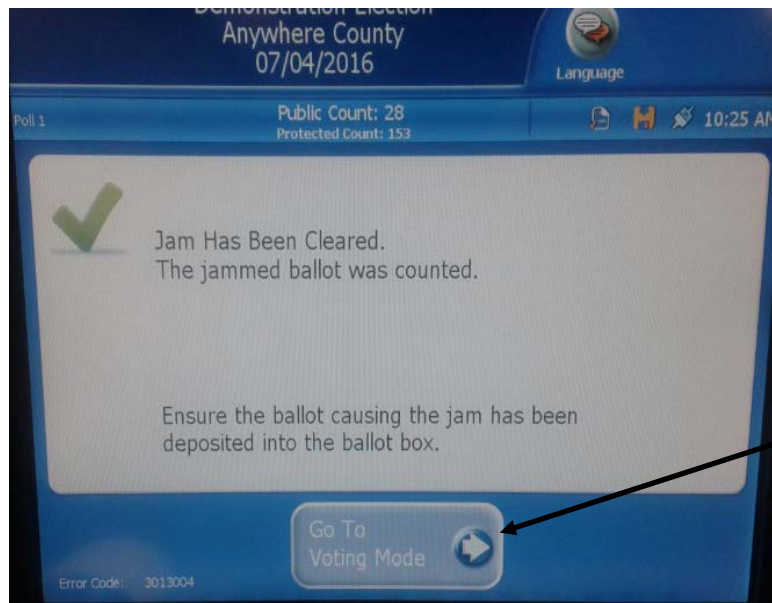 Demonstration Election
Anywhere County
07/04/2016
Language
Poll 1
Public Count: 28
Protected Count: 153
10:25 AM
Jam Has Been Cleared.
The jammed ballot was counted.
Ensure the ballot causing the jam has been
deposited into the ballot box.
Go To
Voting Mode
Error Code: 3013004